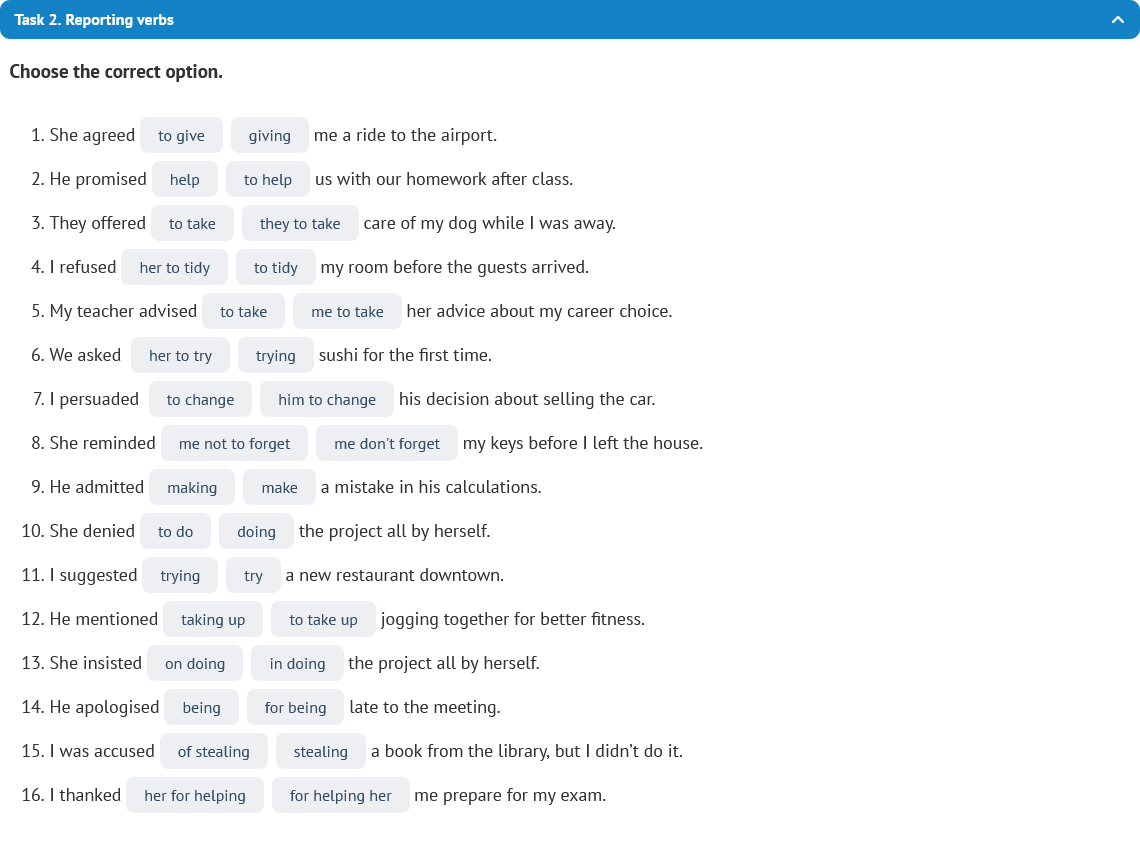 Task 2. Reporting verbs
Choose the correct option.
1. She agreed to give giving me a ride to the airport.
2. He promised help to help us with our homework after class.
3. They offered to take they to take care of my dog while I was away.
4. I refused her to tidy to tidy my room before the guests arrived.
5. My teacher advised to take me to take her advice about my career choice.
6. We asked her to try trying sushi for the first time.
7. I persuaded to change him to change his decision about selling the car.
8. She reminded me not to forget me don't forget my keys before I left the house.
9. He admitted making make a mistake in his calculations.
10. She denied to do doing the project all by herself.
11. I suggested trying try a new restaurant downtown.
12. He mentioned taking up to take up jogging together for better fitness.
13. She insisted on doing in doing the project all by herself.
14. He apologised being for being late to the meeting.
15. I was accused of stealing stealing a book from the library, but I didn’t do it.
16. I thanked her for helping for helping her me prepare for my exam.